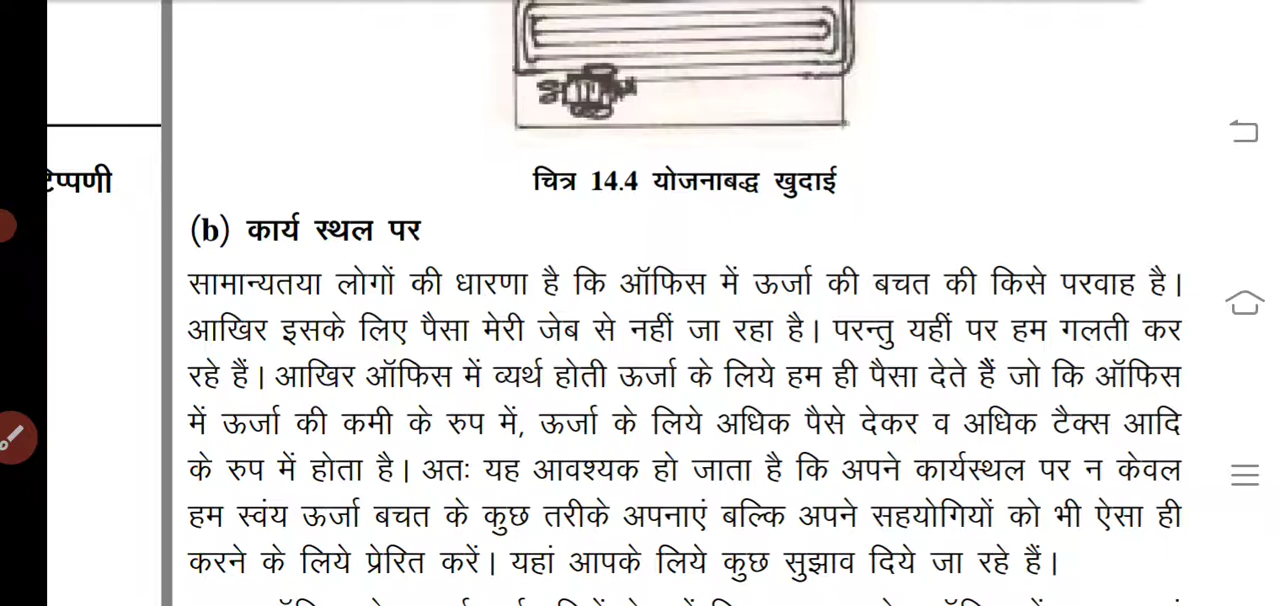 टिप्पणी
चित्र 14.4 योजनाबद्ध खुदाई
(b) कार्य स्थल पर
सामान्यतया लोगों की धारणा है कि ऑफिस में ऊर्जा की बचत की किसे परवाह है।
आखिर इसके लिए पैसा मेरी जेब से नहीं जा रहा है। परन्तु यहीं पर हम गलती कर
रहे हैं। आखिर ऑफिस में व्यर्थ होती ऊर्जा के लिये हम ही पैसा देते हैं जो कि ऑफिस
में ऊर्जा की कमी के रुप में, ऊर्जा के लिये अधिक पैसे देकर व अधिक टैक्स आदि
के रुप में होता है। अतः यह आवश्यक हो जाता है कि अपने कार्यस्थल पर न केवल
हम स्वंय ऊर्जा बचत के कुछ तरीके अपनाएं बल्कि अपने सहयोगियों को भी ऐसा ही
करने के लिये प्रेरित करें। यहां आपके लिये कुछ सुझाव दिये जा रहे हैं।